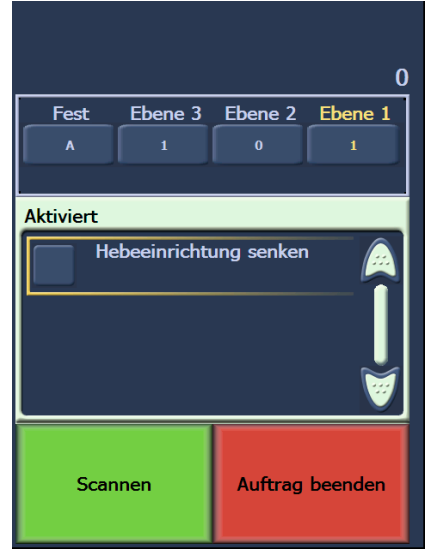 0
Fest Ebene 3 Ebene 2 Ebene 1
A 1 0 1
Aktiviert
Hebeeinrichtung senken
Scannen Auftrag beenden